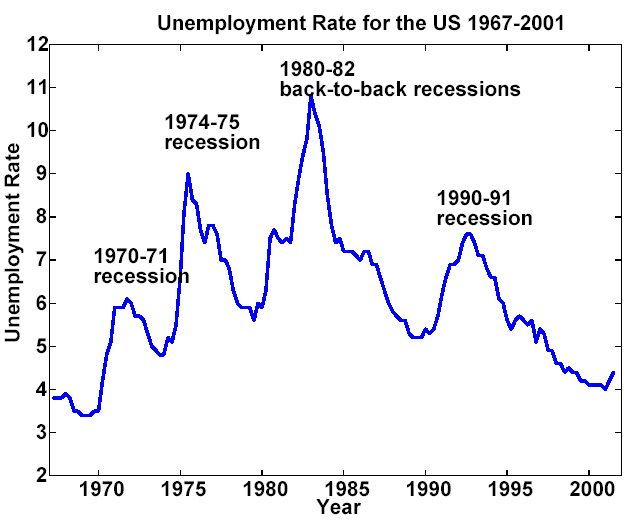 Unemployment Rate for the US 1967-2001
12
11
10
9
8
7
6
5
4
3
2
Unemployment Rate
1980-82
back-to-back recessions
1974-75
recession
1990-91
recession
1970-71
recession
1970 1975 1980 1985 1990 1995 2000
Year